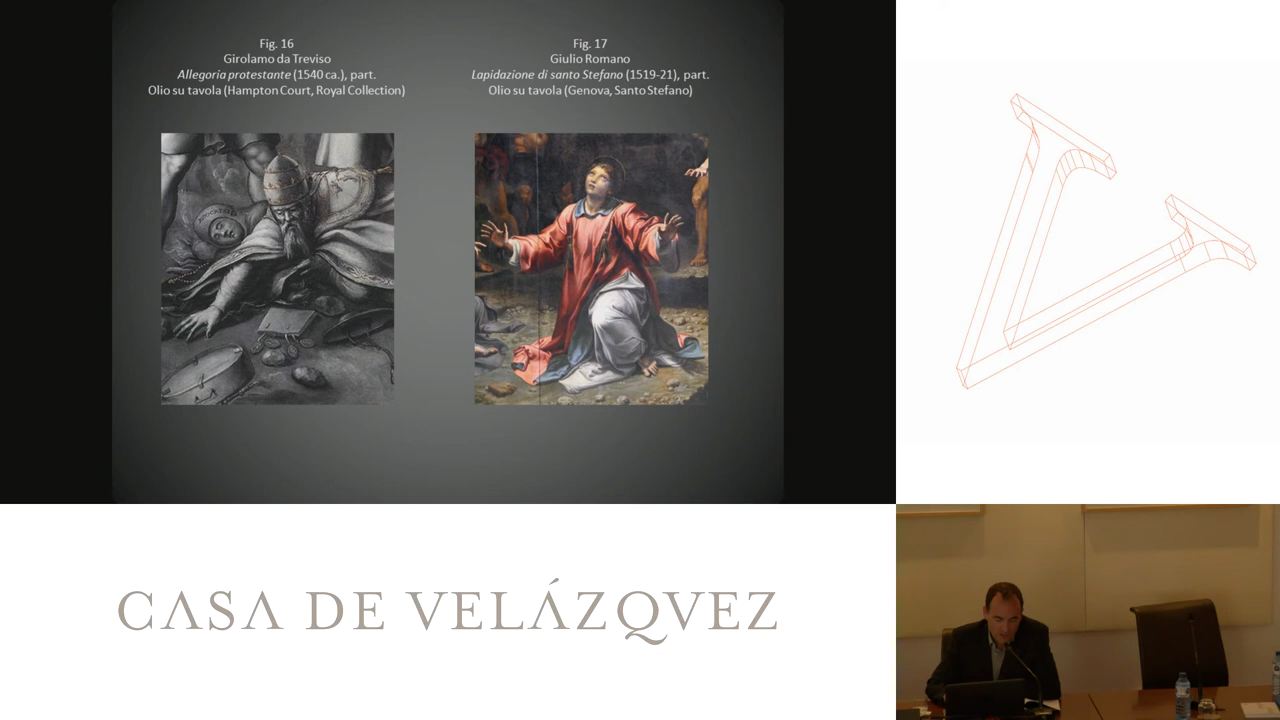 Fig. 16
Girolamo da Treviso
Allegoria protestante (1540 ca.), part.
Olio su tavola (Hampton Court, Royal Collection)
Fig. 17
Giulio Romano
Lapidazione di santo Stefano (1519-21), part.
Olio su tavola (Genova, Santo Stefano)
CASA DE VELÁZQVEZ